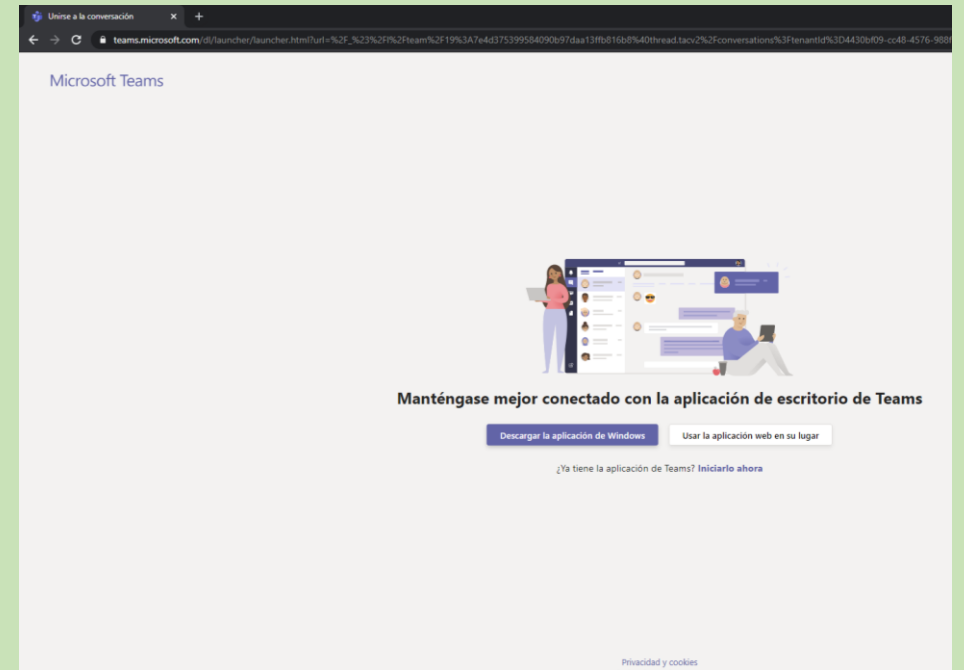 Unirse a la conversación
teams.microsoft.com/dl/launcher/launcher.html?url=%2F_%23%2Fl%2Fteam%2F19%3A7e4d375399584090b97daa13ffb816b8%40thread.tacv2%2Fconversations%3FtenantId%3D4430bf09-cc48-4576-988f
Microsoft Teams
Manténgase mejor conectado con la aplicación de escritorio de Teams
Descargar la aplicación de Windows Usar la aplicación web en su lugar
¿Ya tiene la aplicación de Teams? Iniciarlo ahora
Privacidad y cookies